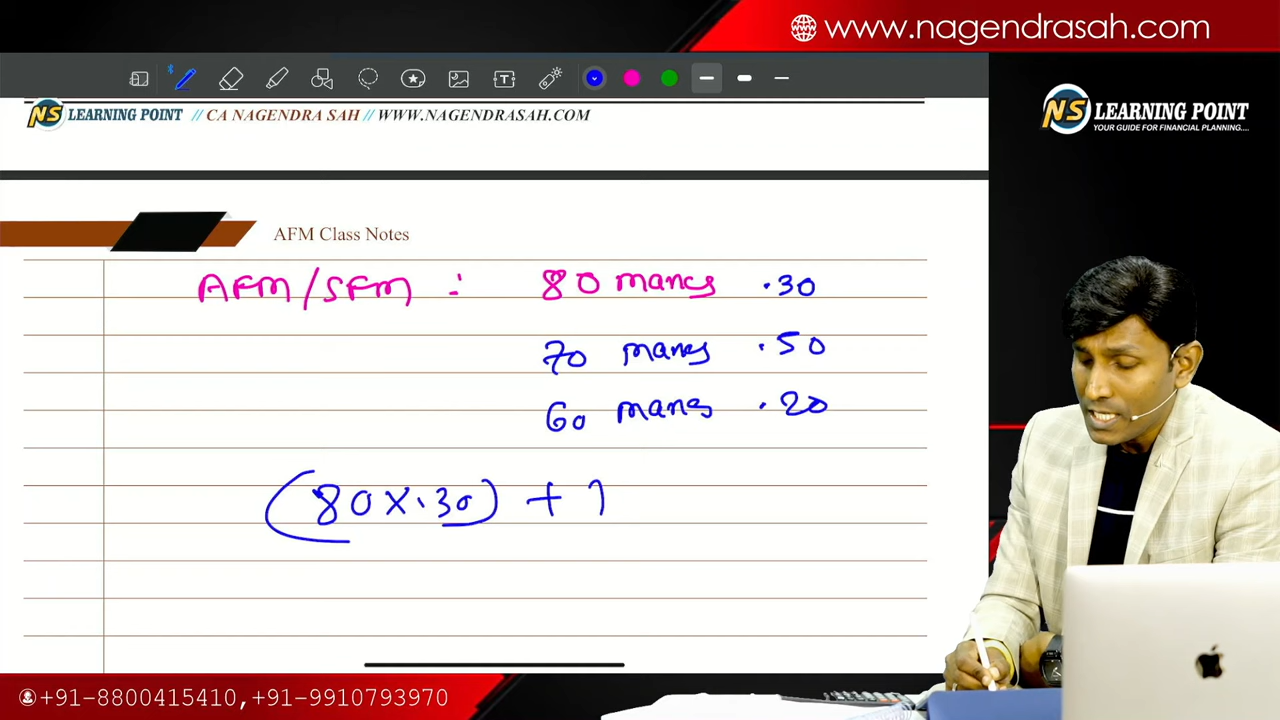 www.nagendrasah.com
NS LEARNING POINT // CA NAGENDRA SAH // WWW.NAGENDRASAH.COM
NS LEARNING POINT
YOUR GUIDE FOR FINANCIAL PLANNING....
AFM Class Notes
AFM/SFM : 80 marks .30
70 marks .50
60 marks .20
(80 X .30) +
+91-8800415410,+91-9910793970